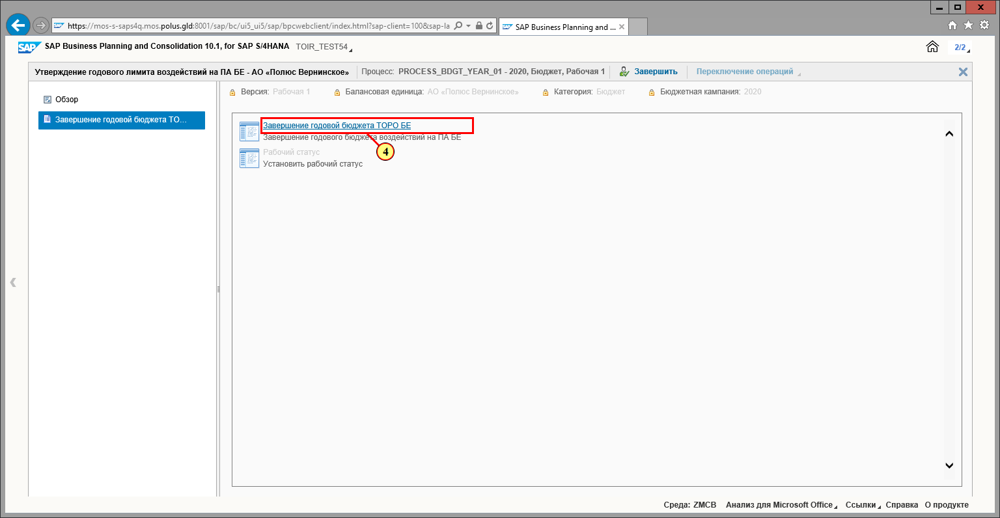 https://mos-s-saps4q.mos.polus.gld:8001/sap/bc/ui5_ui5/sap/bpcwebclient/index.html?sap-client=100&sap-la
SAP Business Planning and ...
SAP SAP Business Planning and Consolidation 10.1, for SAP S/4HANA TOIR_TEST54
2/2
Утверждение годового лимита воздействий на ПА БЕ - АО «Полюс Вернинское» Процесс: PROCESS_BDGT_YEAR_01 - 2020, Бюджет, Рабочая 1 Завершить Переключение операций
Обзор
Завершение годовой бюджета ТО...
Версия: Рабочая 1 Балансовая единица: АО «Полюс Вернинское» Категория: Бюджет Бюджетная кампания: 2020
Завершение годовой бюджета ТОРО БЕ
Завершение годового бюджета воздействий на ПА БЕ
4
Рабочий статус
Установить рабочий статус
Среда: ZMCB Анализ для Microsoft Office Ссылки Справка О продукте